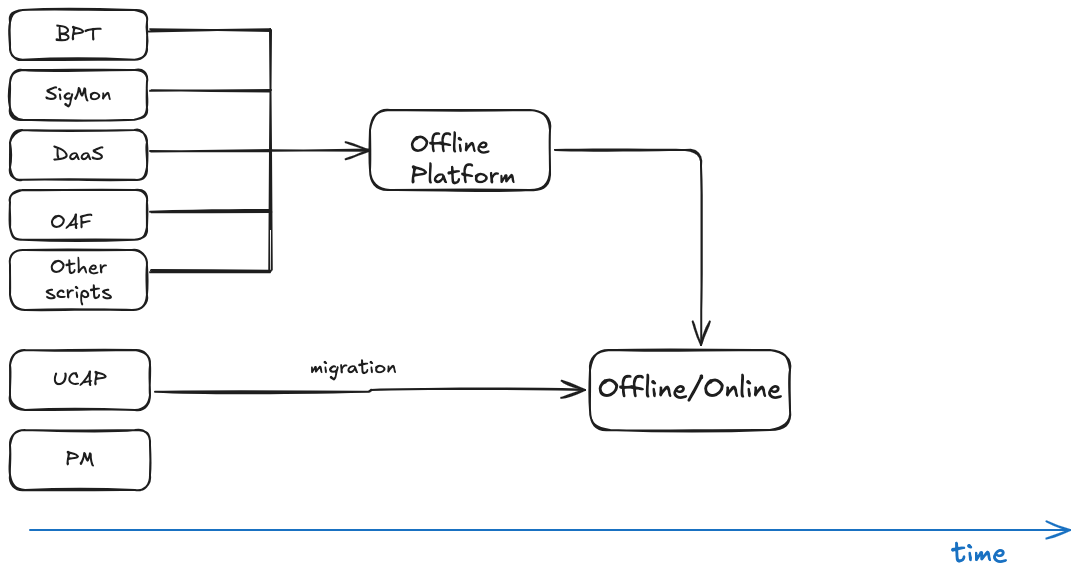 BPT
SigMon
DaaS
OAF
Other
scripts
Offline
Platform
UCAP
migration
Offline/Online
PM
time